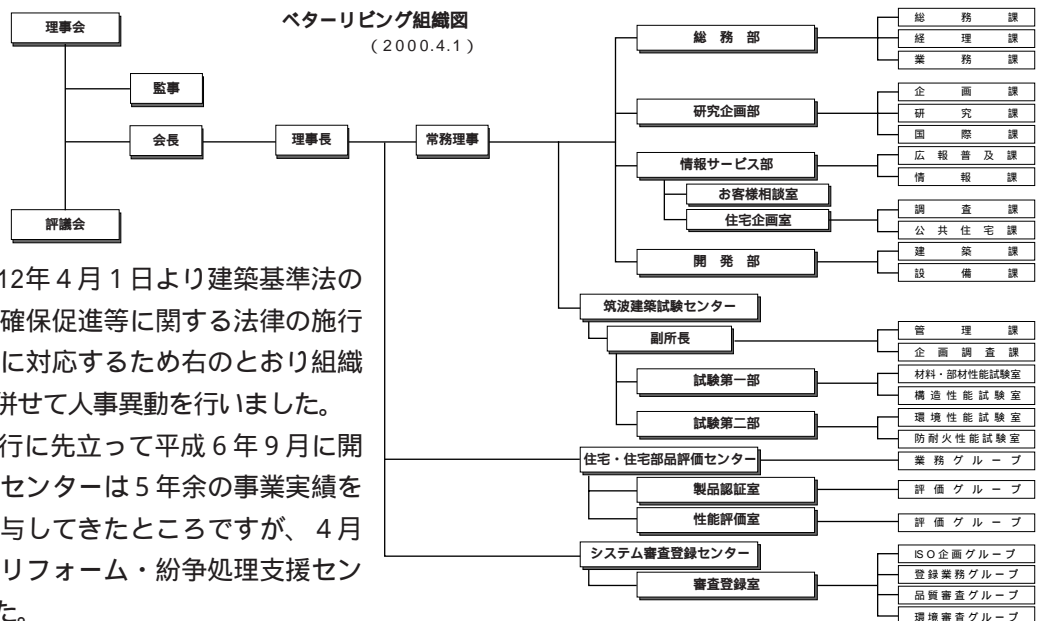 ベターリビング組織図
(2000.4.1)
理事会
監事
会長
理事長
常務理事
評議会
総務部
総務課
経理課
業務課
研究企画部
企画課
研究課
国際課
情報サービス部
広報普及課
情報課
お客様相談室
住宅企画室
調査課
公共住宅課
開発部
建築課
設備課
筑波建築試験センター
副所長
管理課
企画調査課
試験第一部
材料・部材性能試験室
構造性能試験室
試験第二部
環境性能試験室
防耐火性能試験室
住宅・住宅部品評価センター
業務グループ
製品認証室
評価グループ
性能評価室
評価グループ
システム審査登録センター
審査登録室
ISO企画グループ
登録業務グループ
品質審査グループ
環境審査グループ
12年4月1日より建築基準法の
確保促進等に関する法律の施行
に対応するため右のとおり組織
併せて人事異動を行いました。
行に先立って平成6年9月に開
センターは5年余の事業実績を
与してきたところですが、4月
リフォーム・紛争処理支援セン
た。